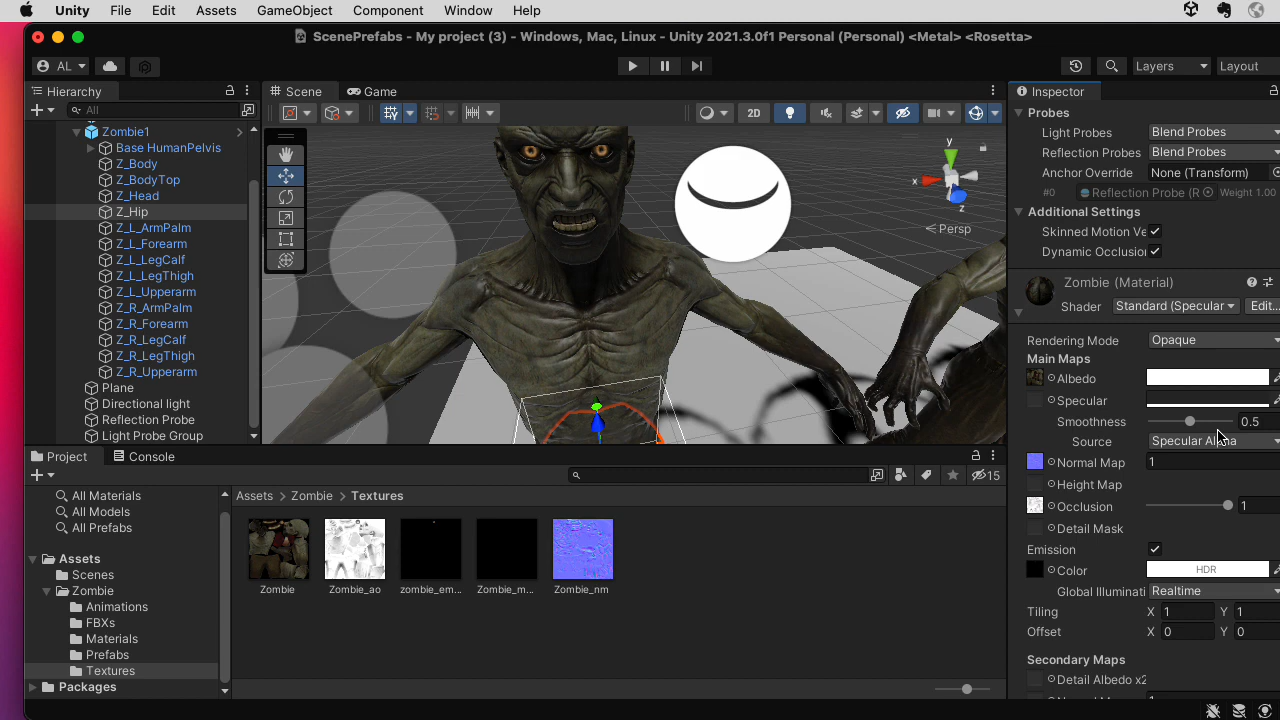 Unity File Edit Assets GameObject Component Window Help
ScenePrefabs - My project (3) - Windows, Mac, Linux - Unity 2021.3.0f1 Personal (Personal) <Metal> <Rosetta>
AL Layers Layout
Hierarchy
All
Zombie1
Base HumanPelvis
Z_Body
Z_BodyTop
Z_Head
Z_Hip
Z_L_ArmPalm
Z_L_Forearm
Z_L_LegCalf
Z_L_LegThigh
Z_L_Upperarm
Z_R_ArmPalm
Z_R_Forearm
Z_R_LegCalf
Z_R_LegThigh
Z_R_Upperarm
Plane
Directional light
Reflection Probe
Light Probe Group
Scene Game
2D
y
x
z
Persp
Inspector
Probes
Light Probes Blend Probes
Reflection Probes Blend Probes
Anchor Override None (Transform)
#0 Reflection Probe (R Weight 1.00
Additional Settings
Skinned Motion Ve
Dynamic Occlusion
Zombie (Material)
Shader Standard (Specular Edit...
Rendering Mode Opaque
Main Maps
Albedo
Specular
Smoothness 0.5
Source Specular Alpha
Normal Map 1
Height Map
Occlusion 1
Detail Mask
Emission
Color HDR
Global Illuminati Realtime
Tiling X 1 Y 1
Offset X 0 Y 0
Secondary Maps
Detail Albedo x2
Project Console
15
All Materials
All Models
All Prefabs
Assets
Scenes
Zombie
Animations
FBXs
Materials
Prefabs
Textures
Packages
Assets Zombie Textures
Zombie Zombie_ao zombie_em... Zombie_m... Zombie_nm